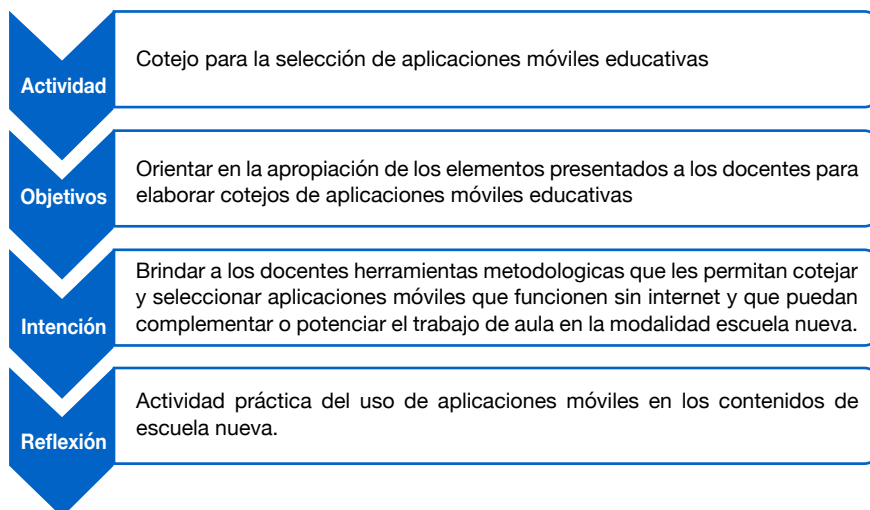 Actividad
Cotejo para la selección de aplicaciones móviles educativas
Objetivos
Orientar en la apropiación de los elementos presentados a los docentes para
elaborar cotejos de aplicaciones móviles educativas
Intención
Brindar a los docentes herramientas metodologicas que les permitan cotejar
y seleccionar aplicaciones móviles que funcionen sin internet y que puedan
complementar o potenciar el trabajo de aula en la modalidad escuela nueva.
Reflexión
Actividad práctica del uso de aplicaciones móviles en los contenidos de
escuela nueva.